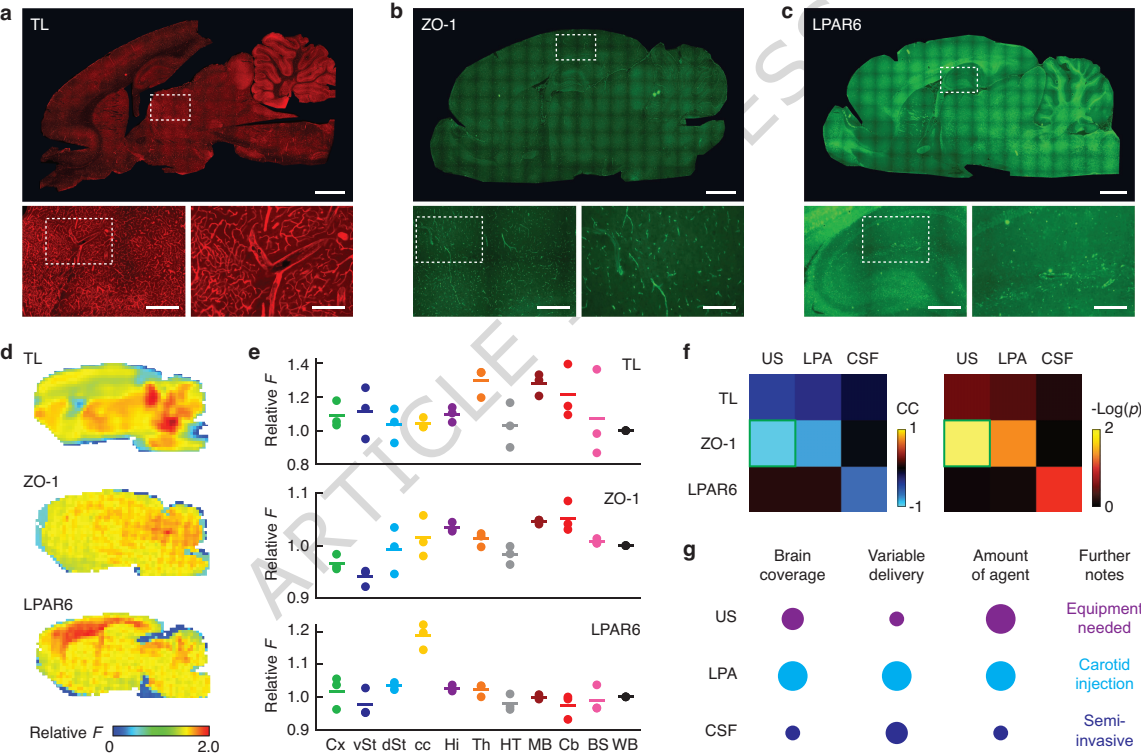 a
TL
b
ZO-1
c
LPAR6
d
TL
ZO-1
LPAR6
Relative F
0
2.0
e
Relative F
1.4
1.2
1.0
0.8
TL
Relative F
1.1
1.0
0.9
ZO-1
Relative F
1.2
1.1
1.0
0.9
LPAR6
Cx vSt dSt cc Hi Th HT MB Cb BS WB
f
US LPA CSF
TL
ZO-1
LPAR6
CC
1
-1
US LPA CSF
-Log(p)
2
0
g
Brain coverage
Variable delivery
Amount of agent
Further notes
US
Equipment needed
LPA
Carotid injection
CSF
Semi-invasive
ARTICLE
ESS